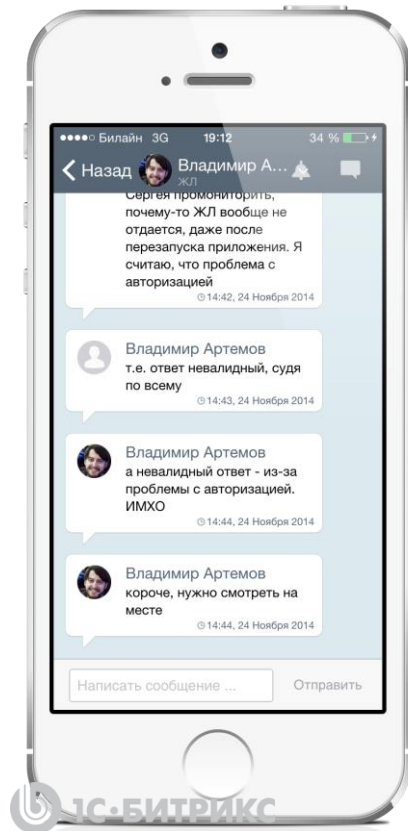 Билайн 3G 19:12 34 %
Назад Владимир А...
ЖЛ
Сергея промониторить,
почему-то ЖЛ вообще не
отдается, даже после
перезапуска приложения. Я
считаю, что проблема с
авторизацией
14:42, 24 Ноября 2014
Владимир Артемов
т.е. ответ невалидный, судя
по всему
14:43, 24 Ноября 2014
Владимир Артемов
а невалидный ответ - из-за
проблемы с авторизацией.
ИМХО
14:44, 24 Ноября 2014
Владимир Артемов
короче, нужно смотреть на
месте
14:44, 24 Ноября 2014
Написать сообщение ... Отправить
1С•БИТРИКС